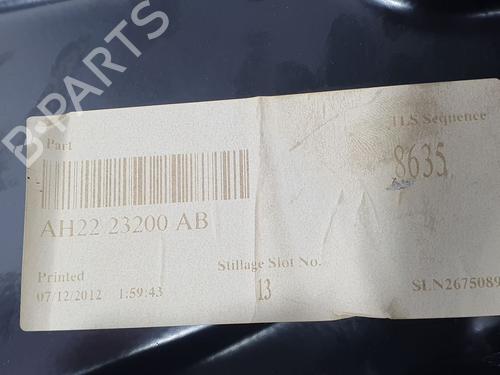 B-PARTS
Part
TLS Sequence
8635
AH22 23200 AB
Stillage Slot No.
Printed
13
07/12/2012 1:59:43
SLN2675089